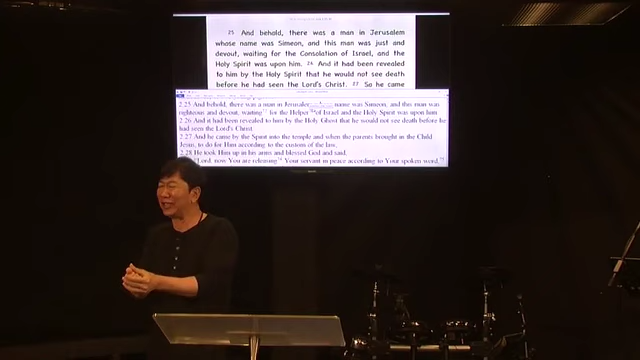 25 And behold, there was a man in Jerusalem
whose name was Simeon, and this man was just and
devout, waiting for the Consolation of Israel, and the
Holy Spirit was upon him. 26 And it had been revealed
to him by the Holy Spirit that he would not see death
before he had seen the Lord's Christ. 27 So he came
2:25 And behold, there was a man in name was Simeon, and this man was
righteous and devout, waiting for the Helper of Israel and the Holy Spirit was upon him
2:26 And it had been revealed to him by the Holy Ghost that he would not see death before he
had seen the Lord's Christ.
2:27 And he came by the Spirit into the temple and when the parents brought in the Child
Jesus, to do for Him according to the custom of the law,
2:28 He took Him up in his arms and blessed God and said,
Lord, now You are releasing Your servant in peace according to Your spoken word,